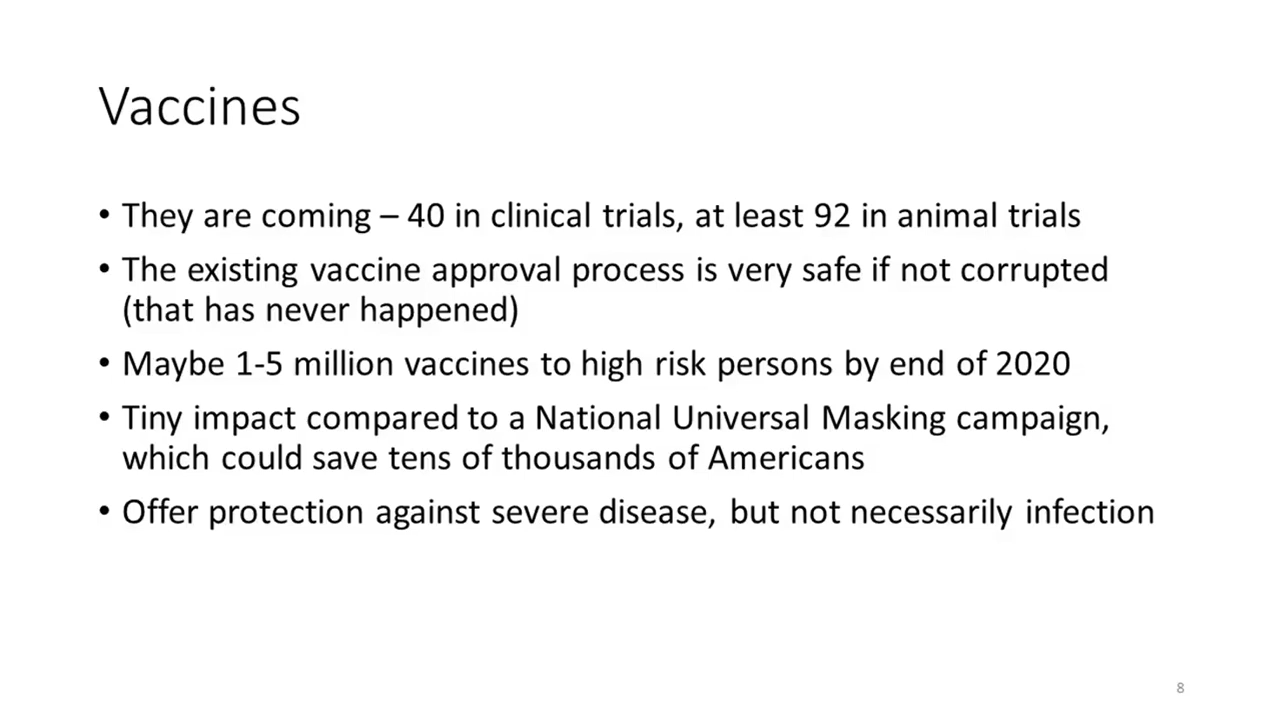 Vaccines
• They are coming – 40 in clinical trials, at least 92 in animal trials
• The existing vaccine approval process is very safe if not corrupted
(that has never happened)
• Maybe 1-5 million vaccines to high risk persons by end of 2020
• Tiny impact compared to a National Universal Masking campaign,
which could save tens of thousands of Americans
• Offer protection against severe disease, but not necessarily infection
8